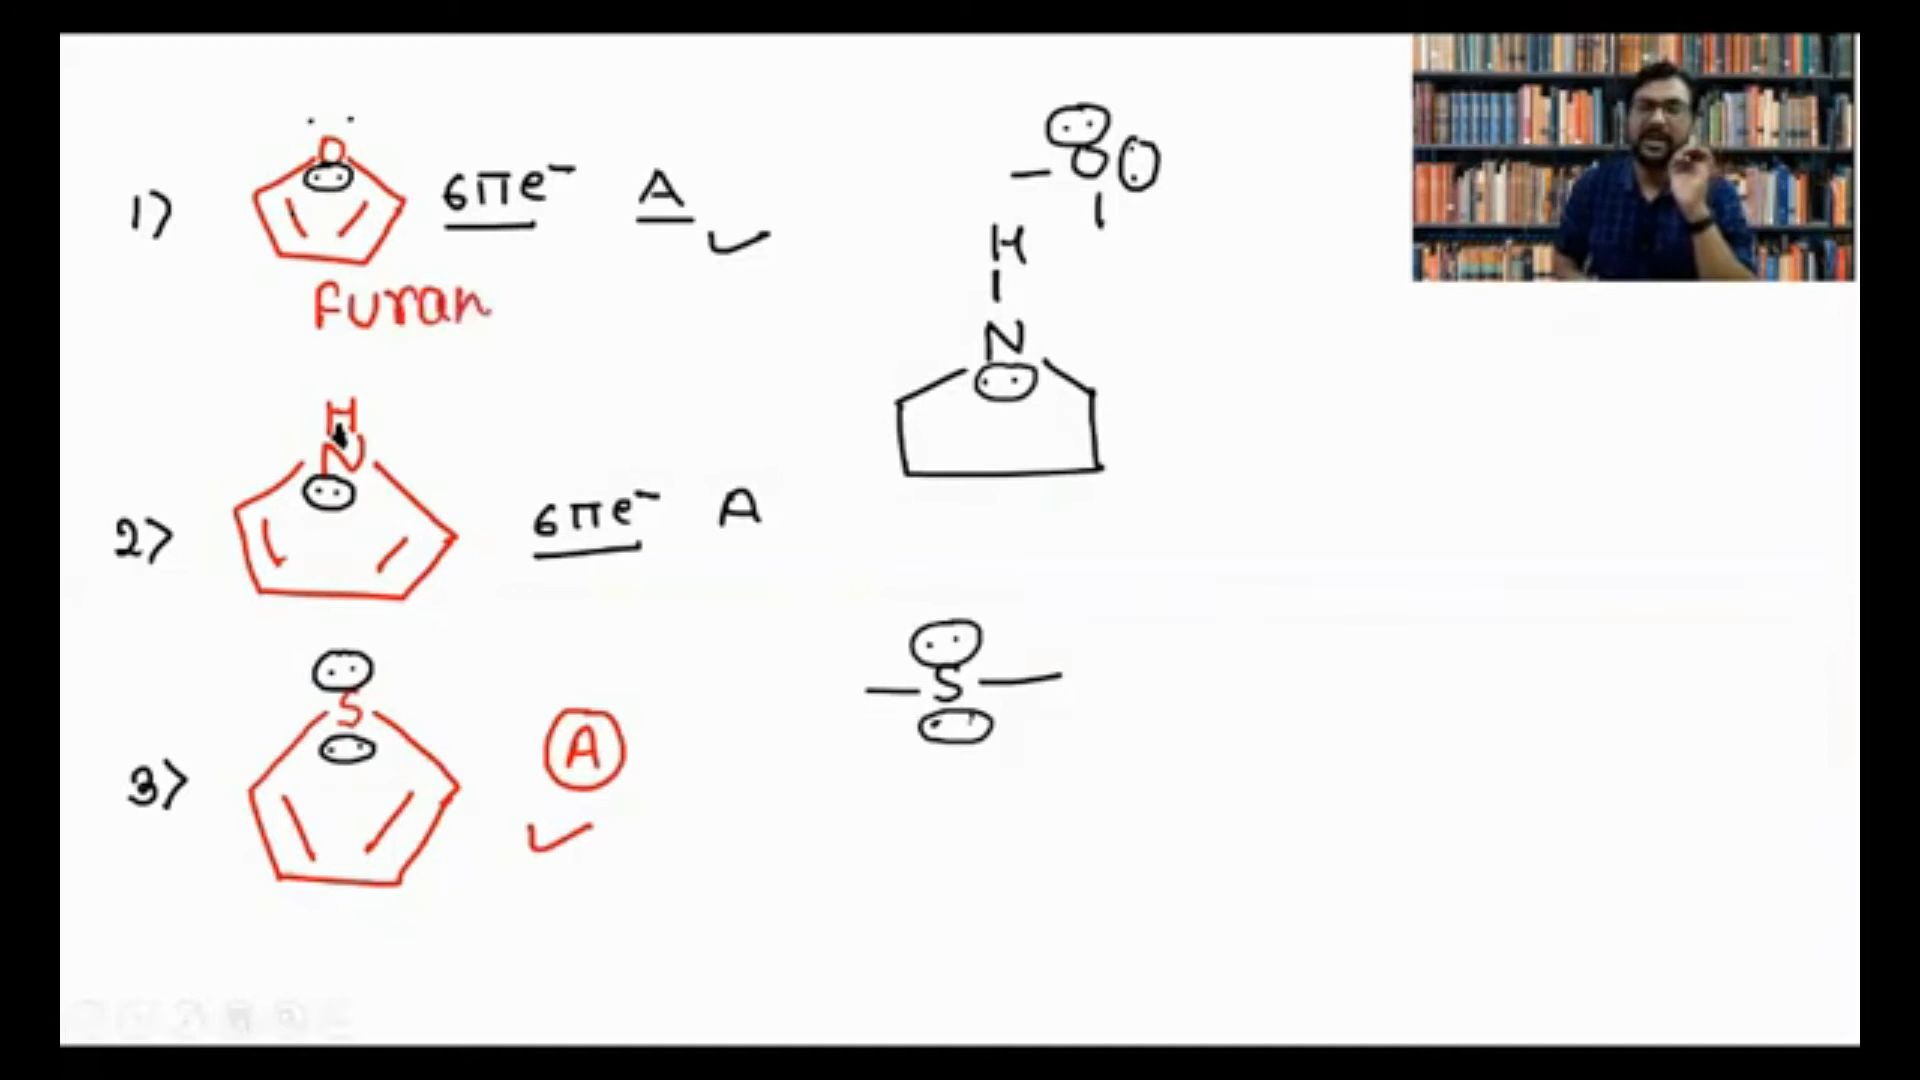 1) O 6πe⁻ A
Furan
O
H
N
2) H
N 6πe⁻ A
3) S A
S